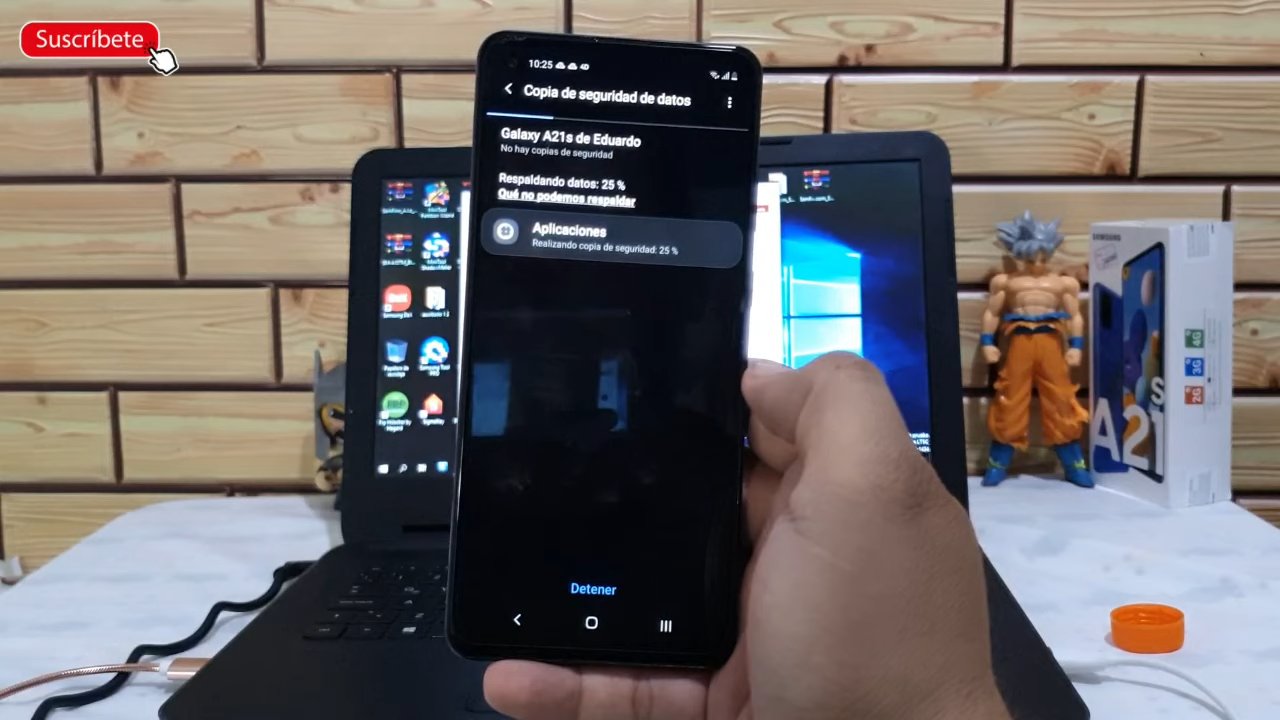 Suscríbete
10:25
Copia de seguridad de datos
Galaxy A21s de Eduardo
No hay copias de seguridad
Respaldando datos: 25 %
Qué no podemos respaldar
Aplicaciones
Realizando copia de seguridad: 25 %
Detener
SAMSUNG
4G
3G
2G
A21s